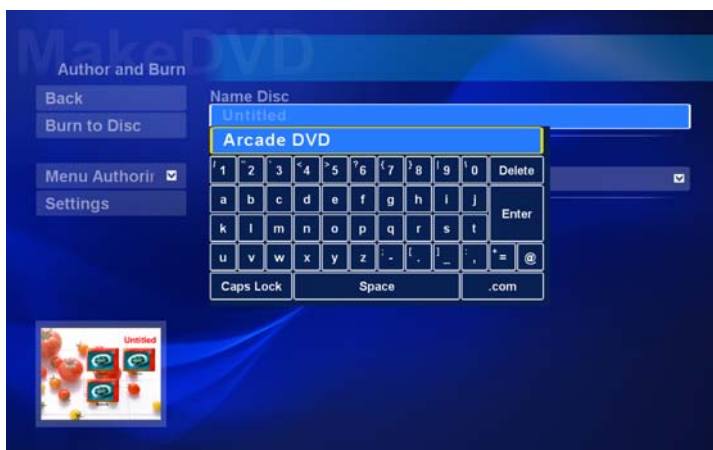 MakeDVD
Author and Burn
Back
Burn to Disc
Menu Authorin
Settings
Name Disc
Untitled
Arcade DVD
1 2 3 4 5 6 7 8 9 0 Delete
a b c d e f g h i j
Enter
k l m n o p q r s t
u v w x y z - . _ , = @
Caps Lock Space .com
Untitled